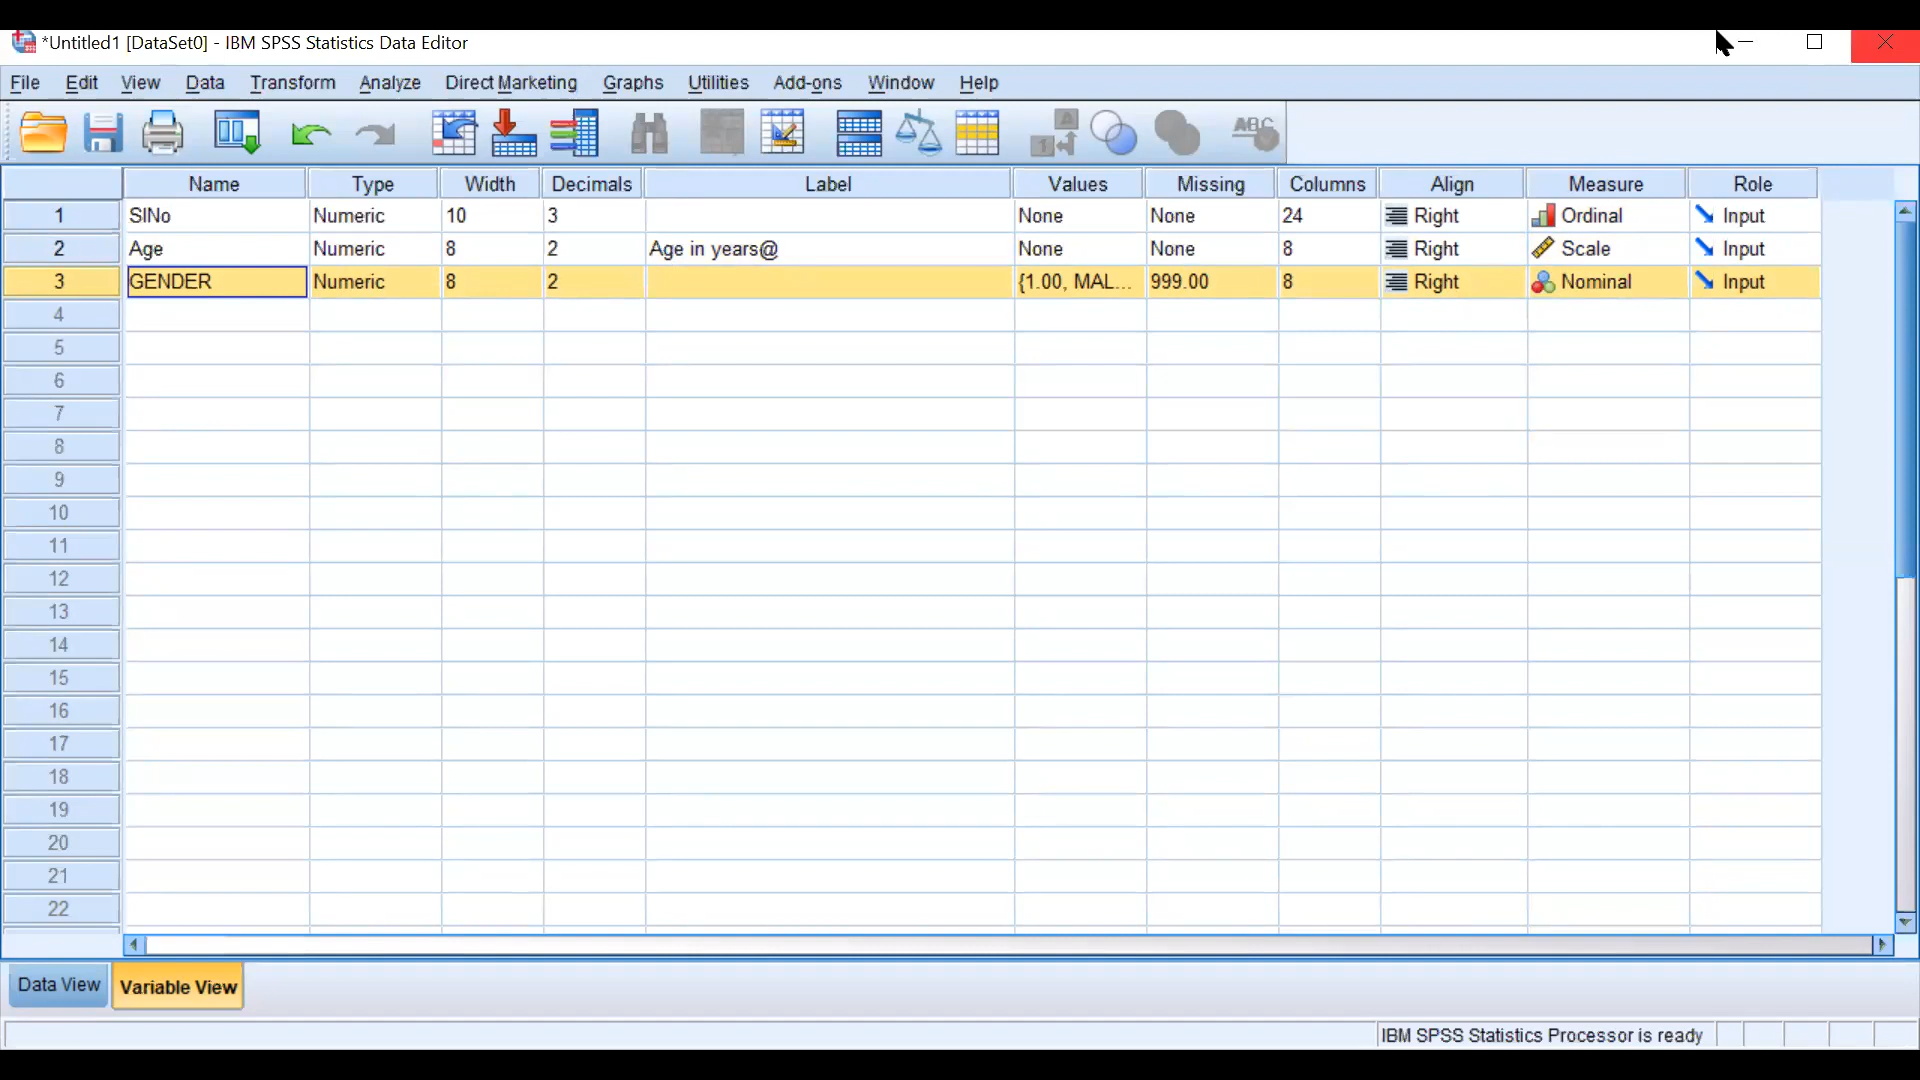 *Untitled1 [DataSet0] - IBM SPSS Statistics Data Editor
File Edit View Data Transform Analyze Direct Marketing Graphs Utilities Add-ons Window Help
A 1 ABC
Name Type Width Decimals Label Values Missing Columns Align Measure Role
1 SlNo Numeric 10 3 None None 24 Right Ordinal Input
2 Age Numeric 8 2 Age in years@ None None 8 Right Scale Input
3 GENDER Numeric 8 2 {1.00, MAL... 999.00 8 Right Nominal Input
4
5
6
7
8
9
10
11
12
13
14
15
16
17
18
19
20
21
22
Data View Variable View
IBM SPSS Statistics Processor is ready